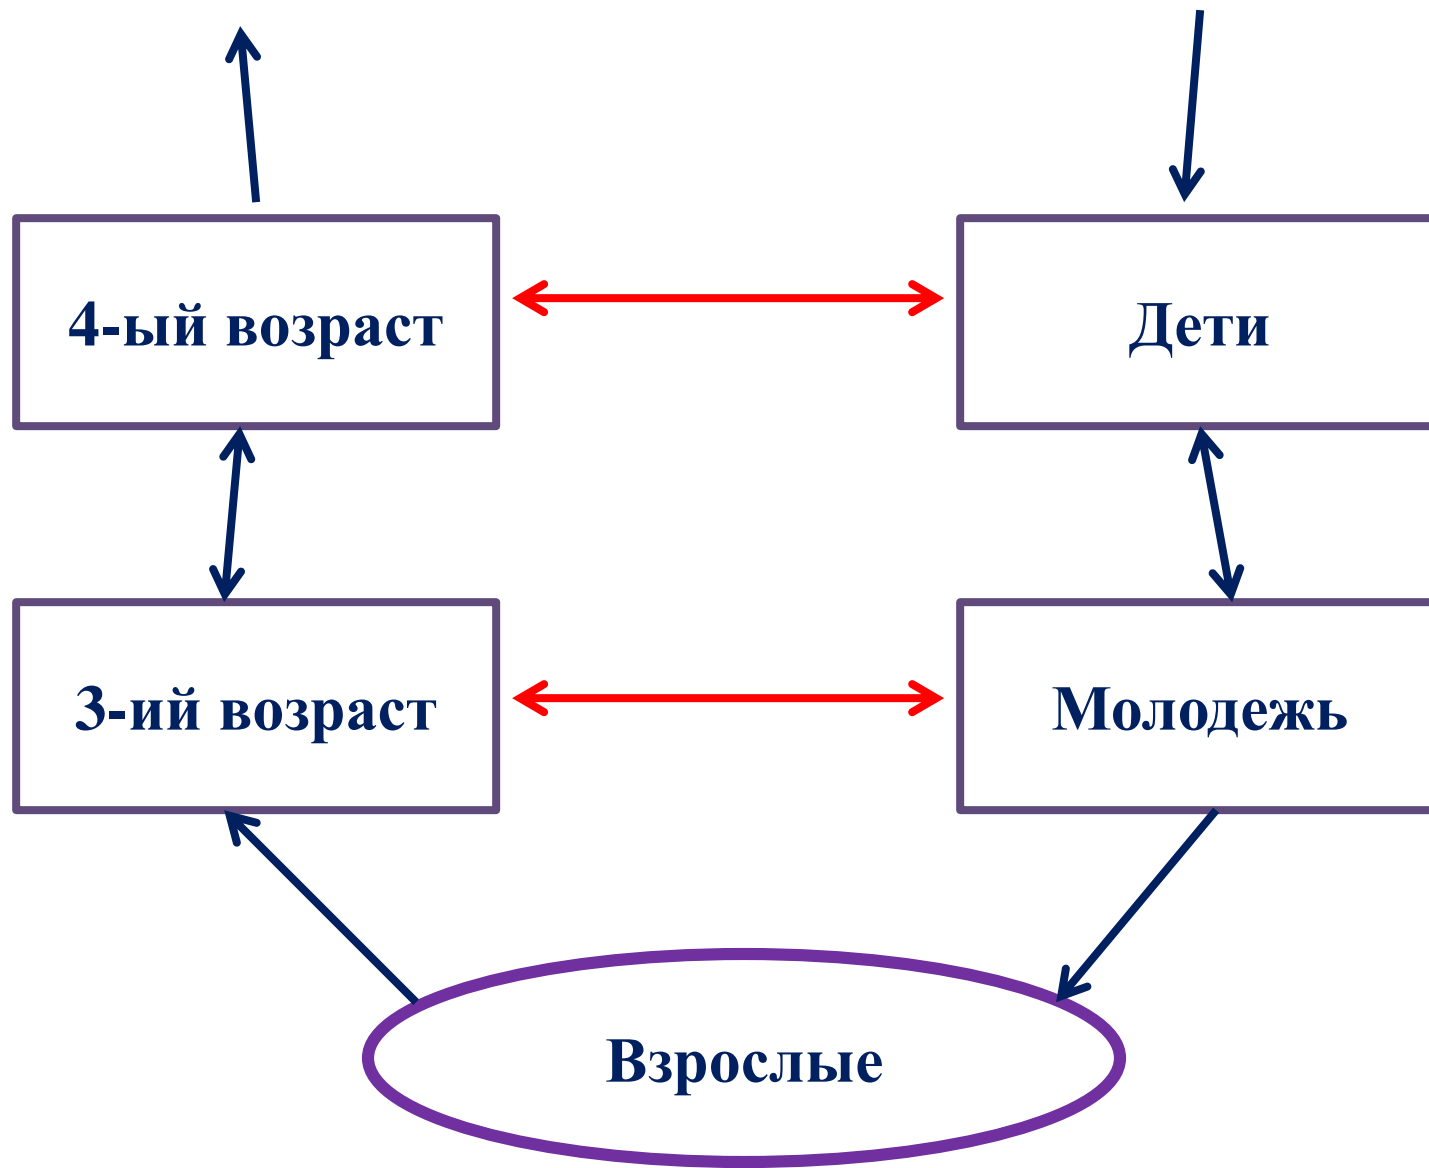 4-ый возраст
Дети
3-ий возраст
Молодежь
Взрослые